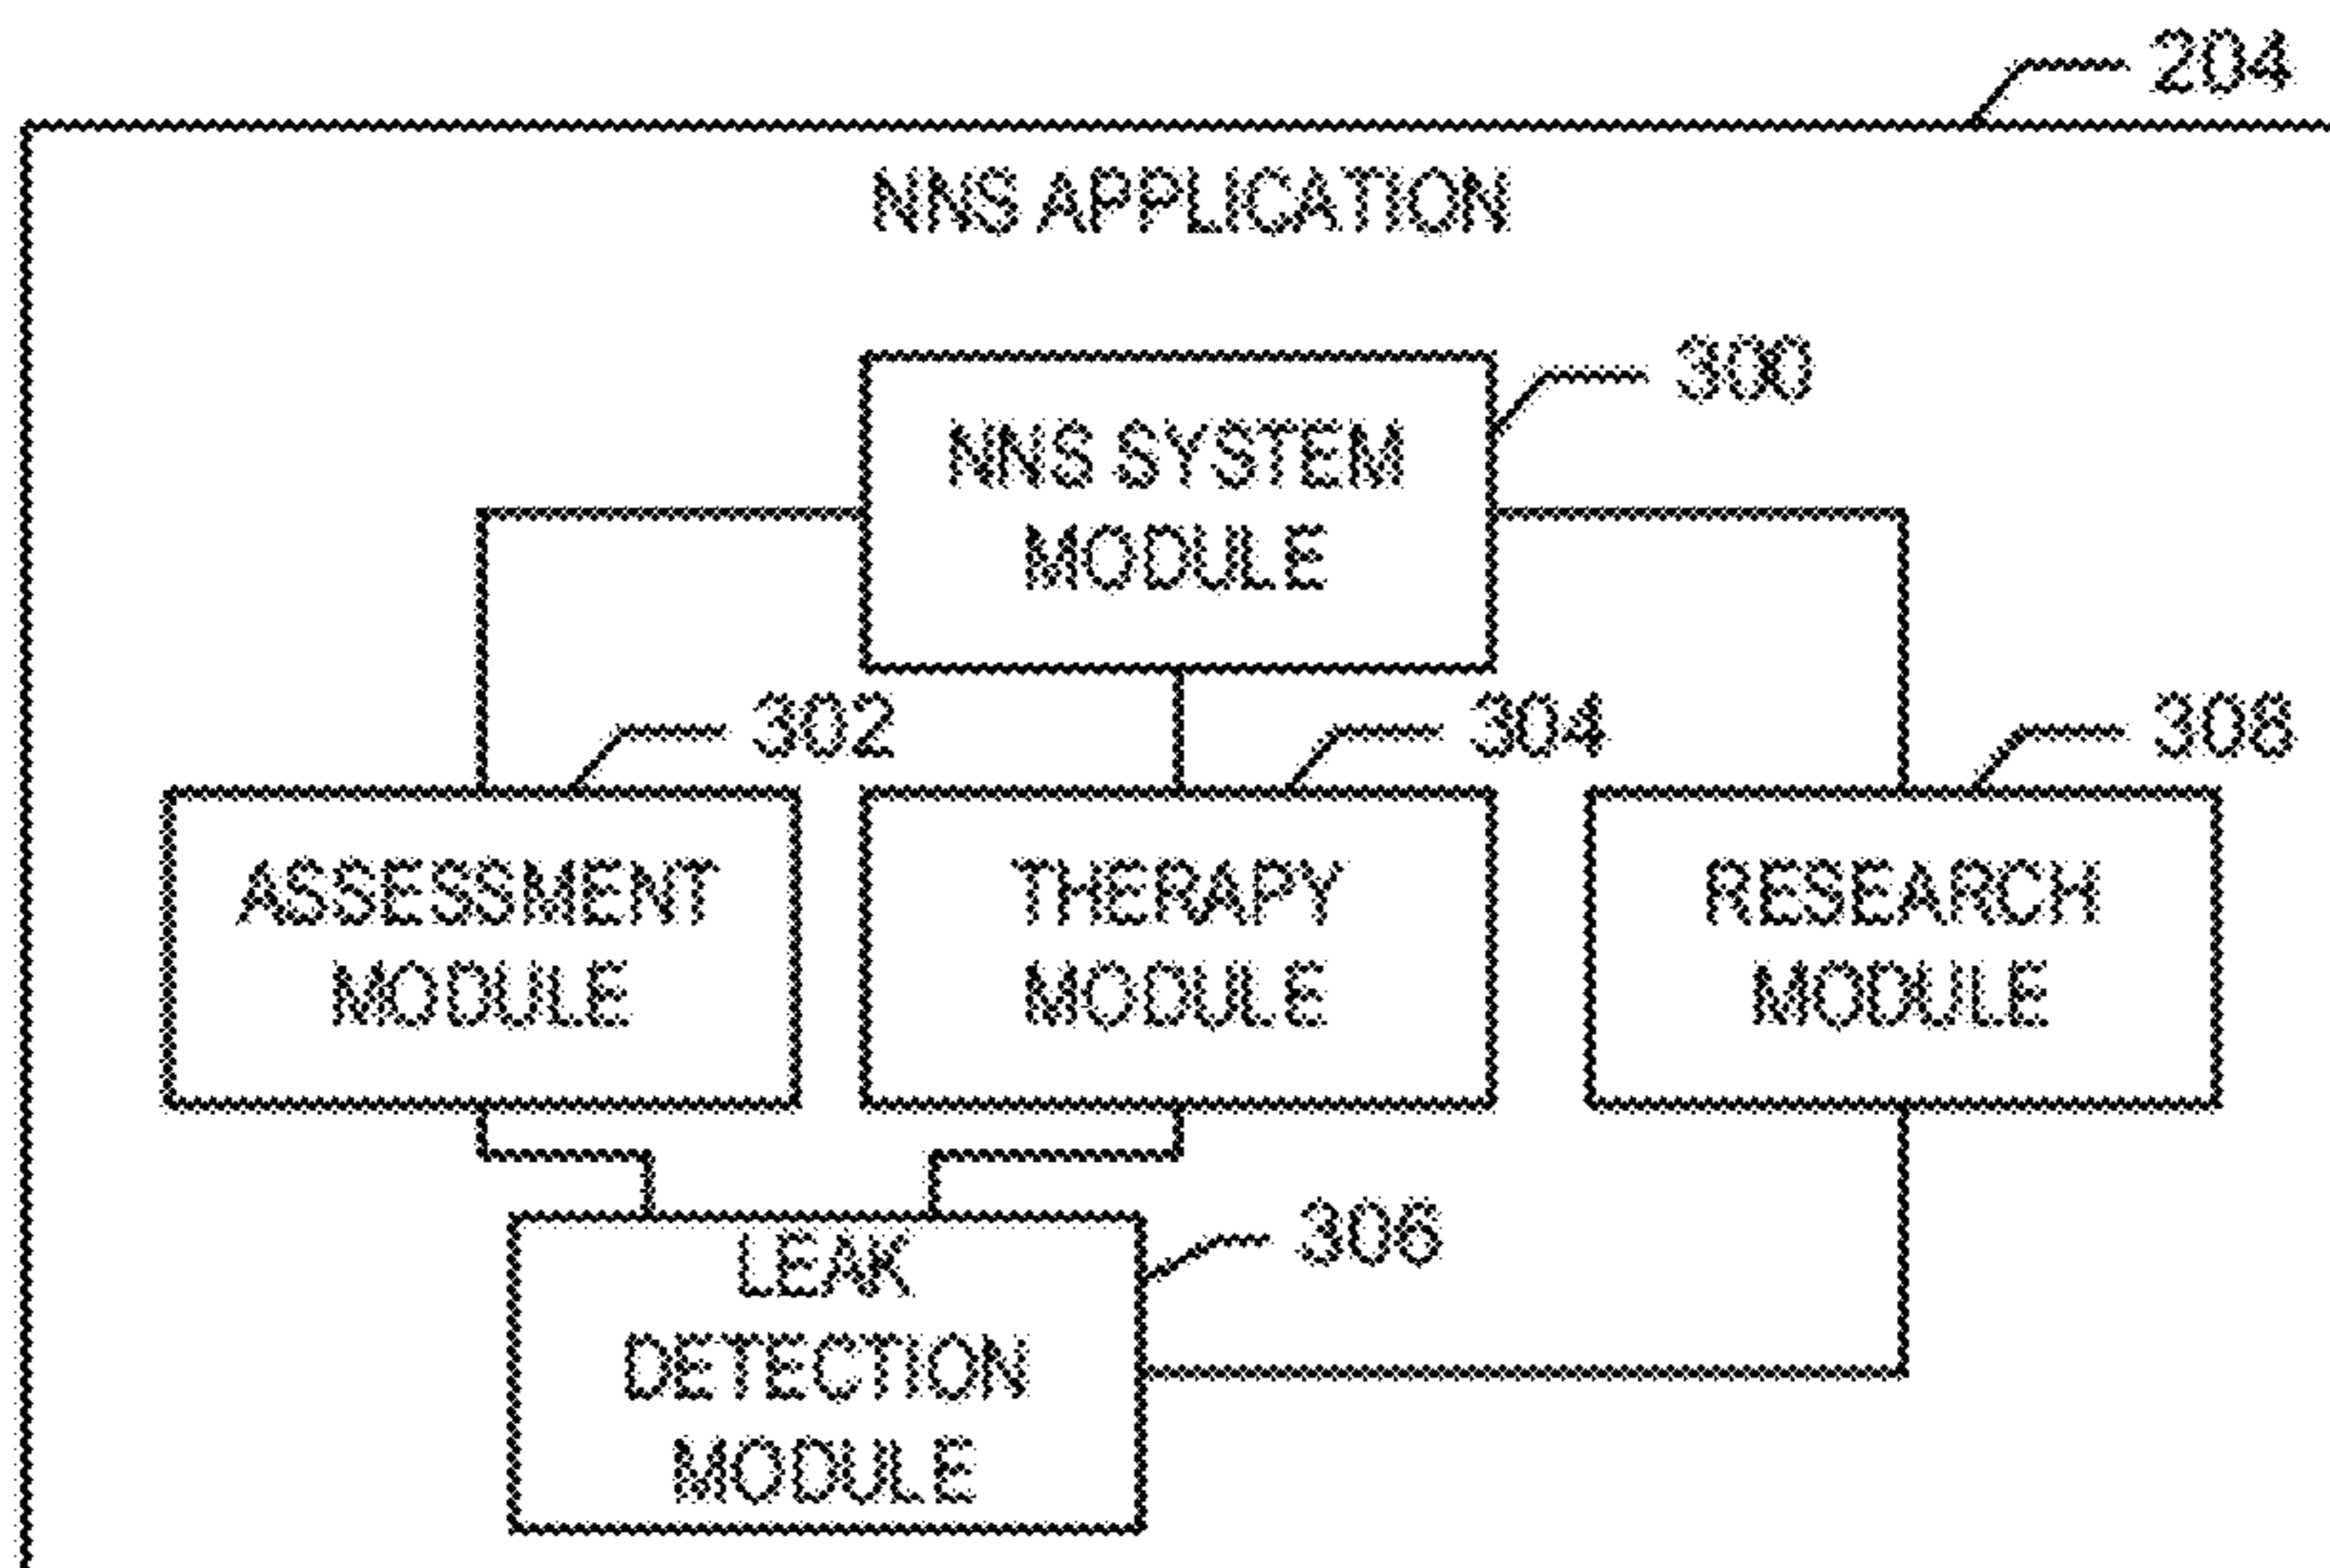 204
NNS APPLICATION
300
NNS SYSTEM
MODULE
302
304
308
ASSESSMENT
MODULE
THERAPY
MODULE
RESEARCH
MODULE
306
LEAK
DETECTION
MODULE